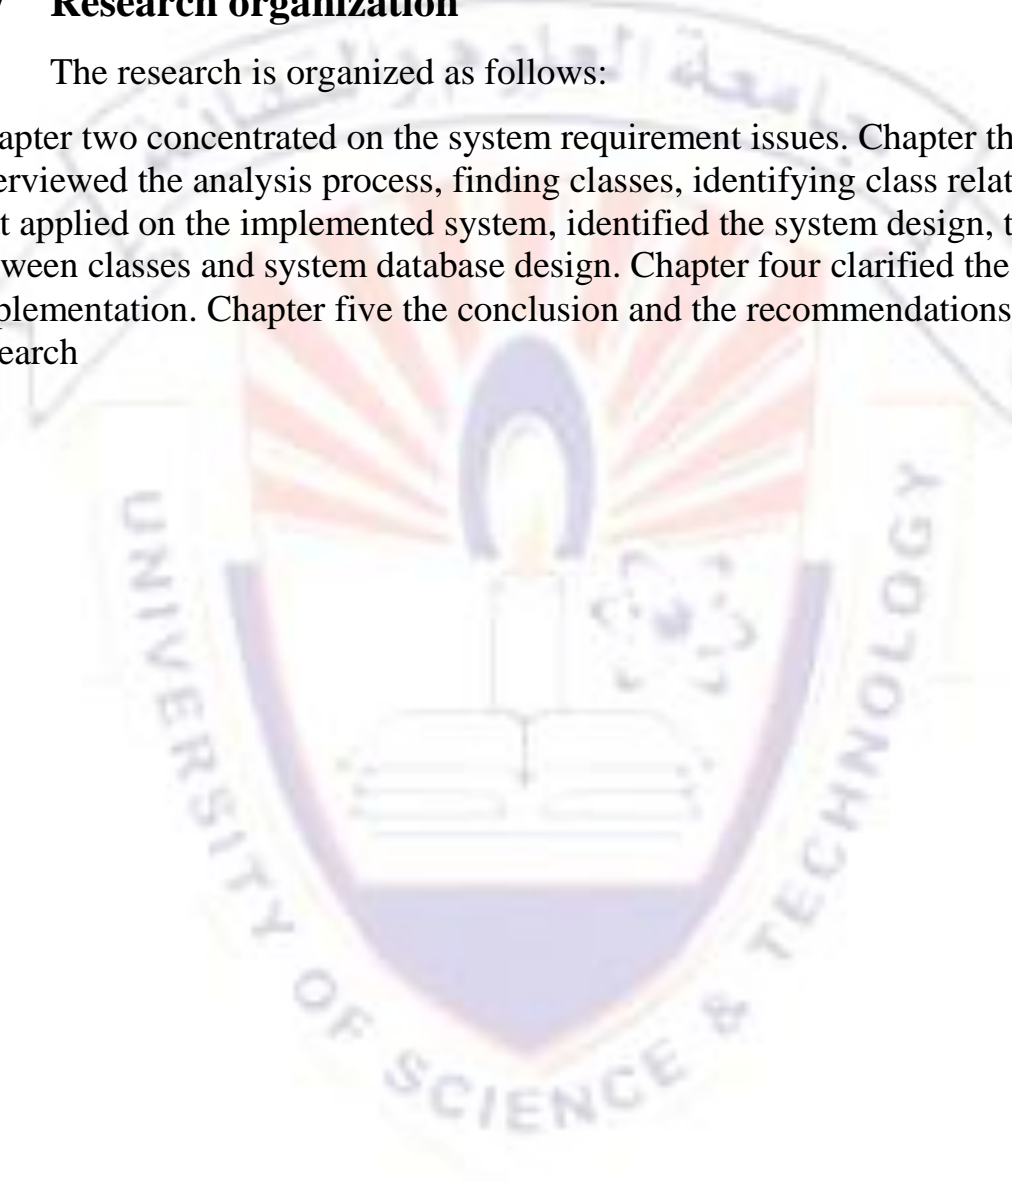 Research organization
The research is organized as follows:
apter two concentrated on the system requirement issues. Chapter th
erviewed the analysis process, finding classes, identifying class relat
t applied on the implemented system, identified the system design, t
ween classes and system database design. Chapter four clarified the
plementation. Chapter five the conclusion and the recommendations
earch
جامعة العلوم والتقانة
UNIVERSITY OF SCIENCE & TECHNOLOGY